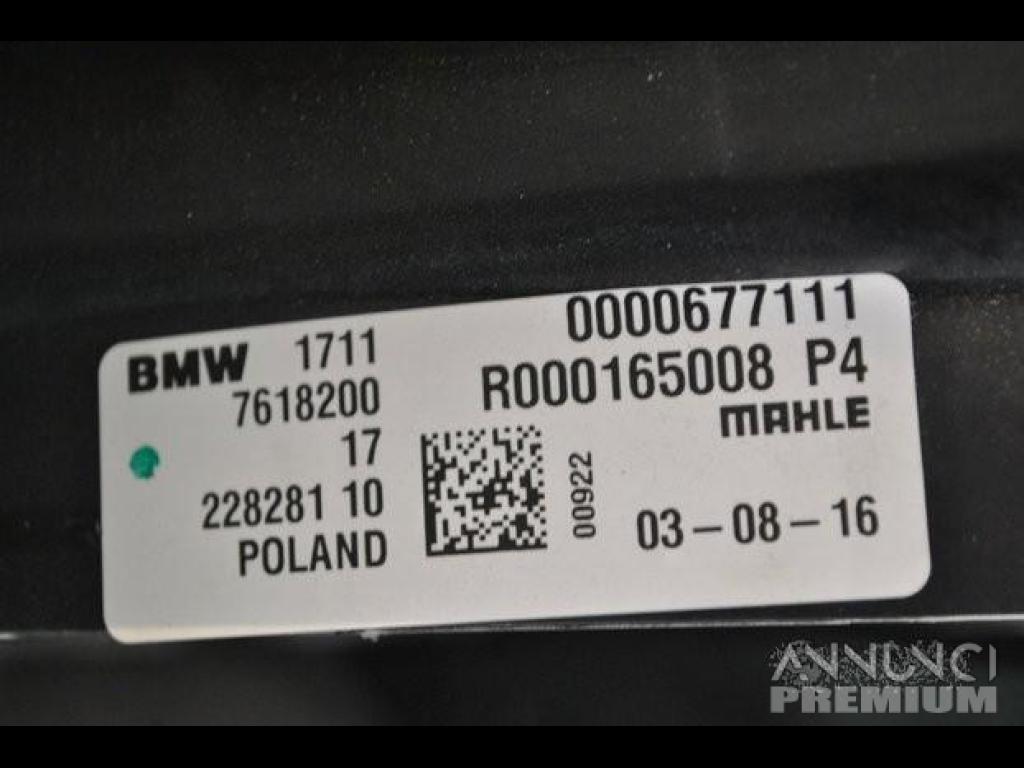 BMW 1711
7618200
17
228281 10
POLAND
0000677111
R000165008 P4
MAHLE
00922
03-08-16
ANNUNCI
PREMIUM